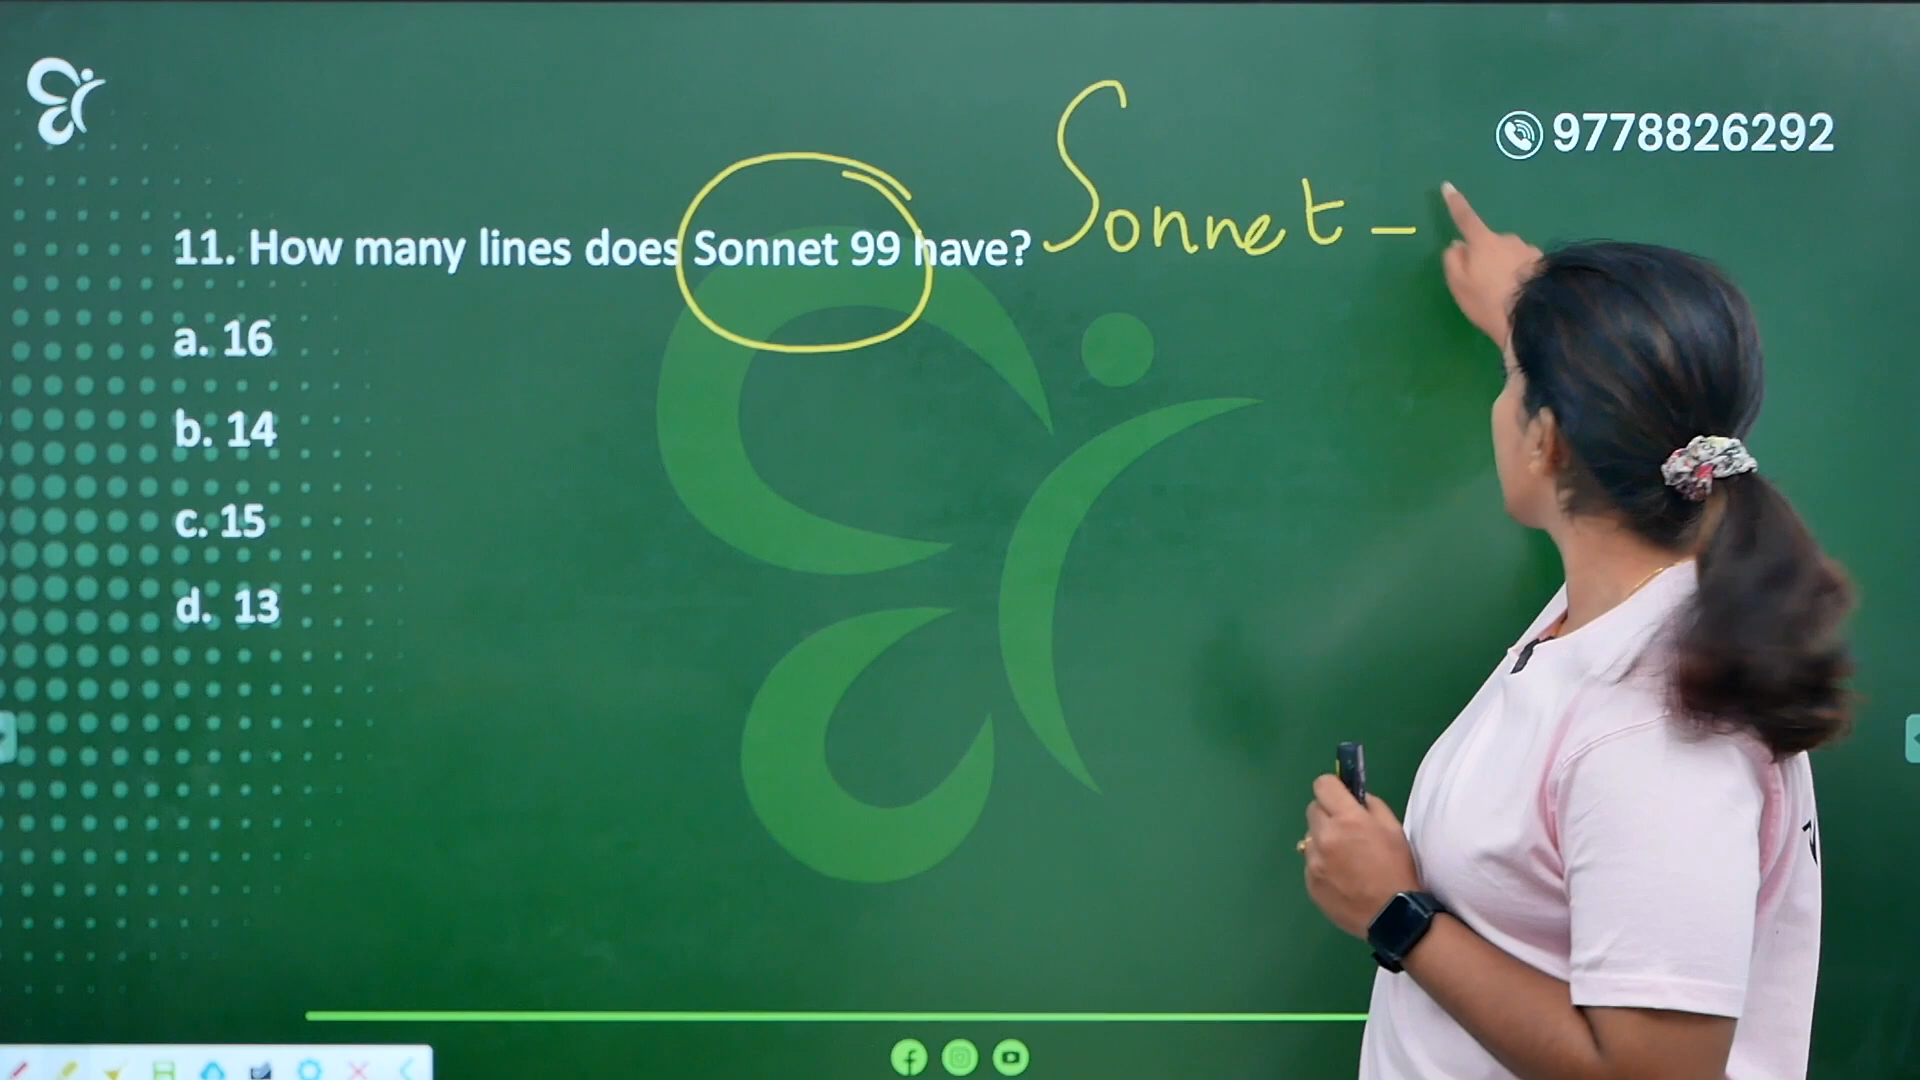 9778826292
Sonnet -
11. How many lines does Sonnet 99 have?
a. 16
b. 14
c. 15
d. 13